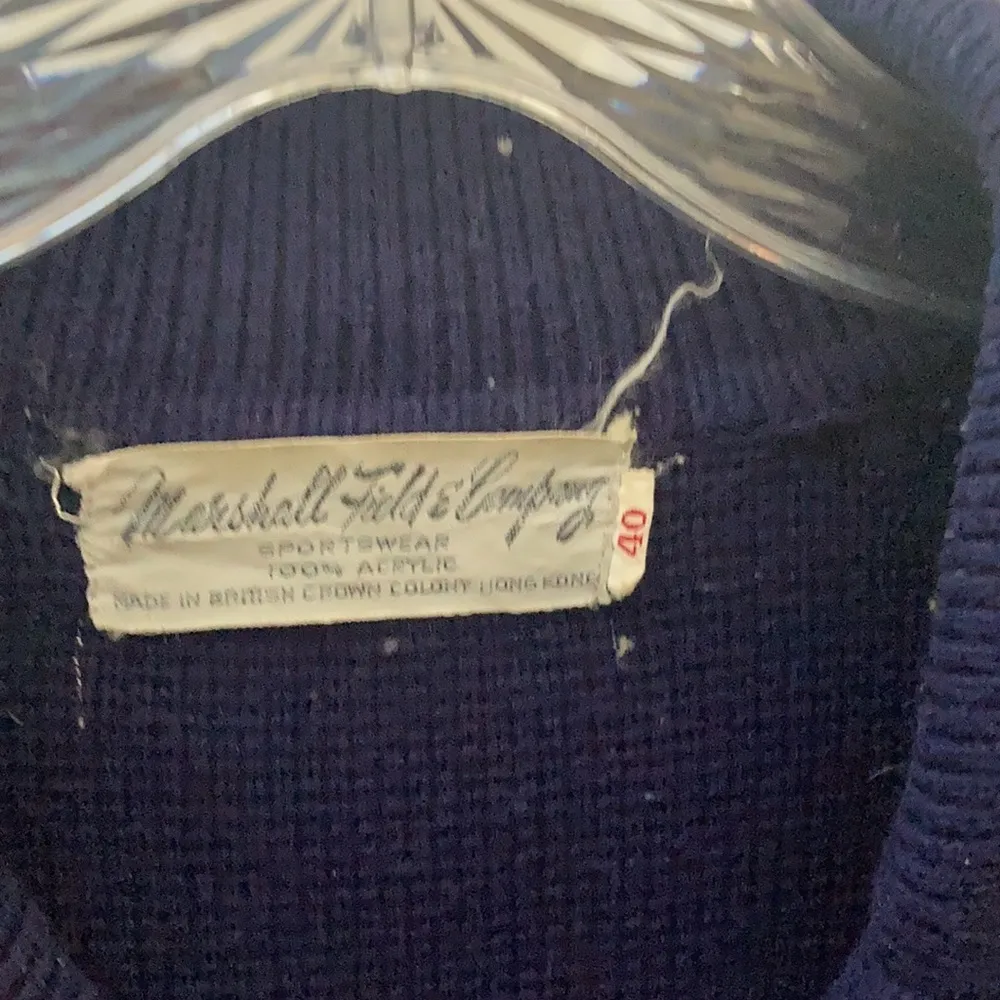 Marshall Field & Company
SPORTSWEAR
100% ACRYLIC
MADE IN BRITISH CROWN COLONY HONG KONG
40